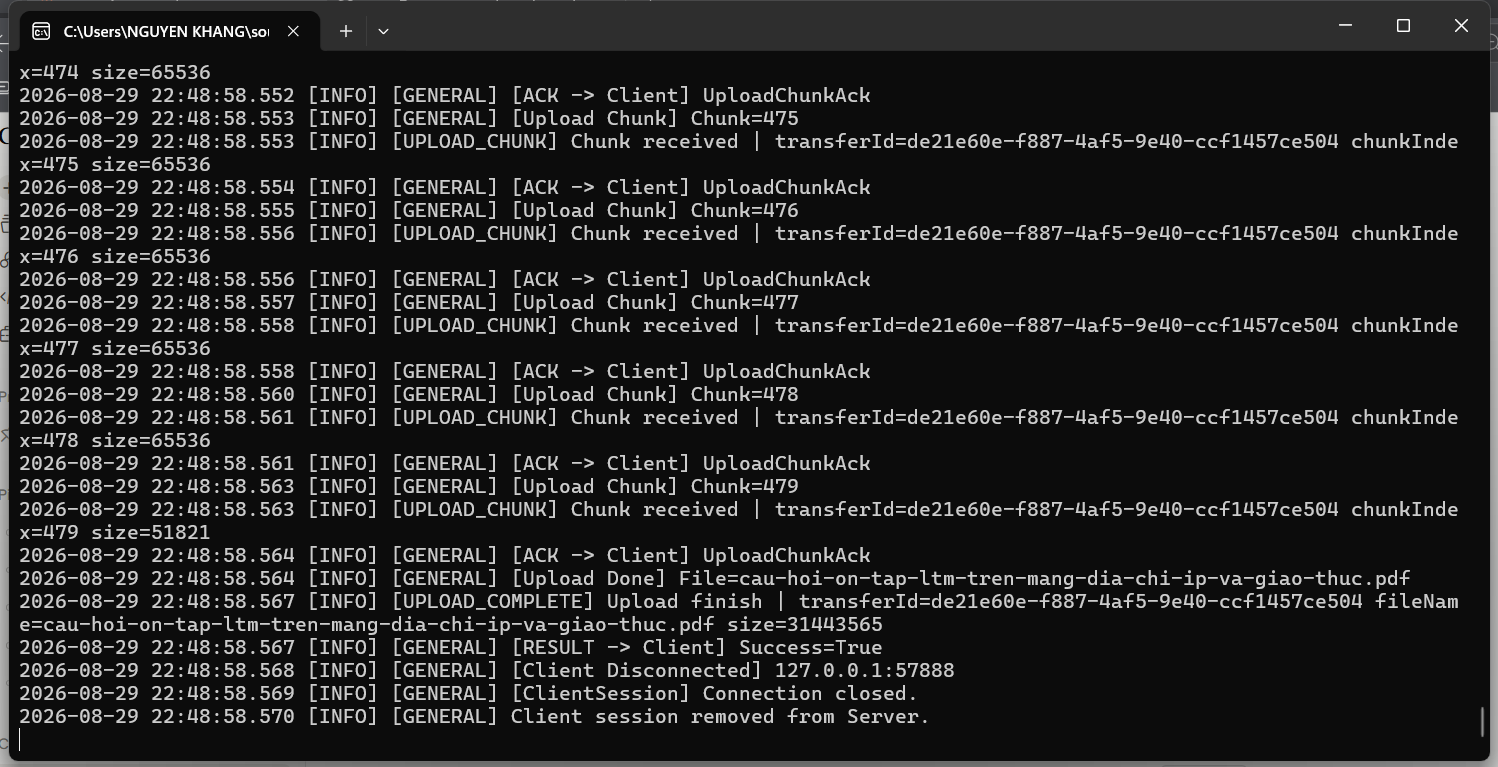 C:\Users\NGUYEN KHANG\sou
x=474 size=65536
2026-08-29 22:48:58.552 [INFO] [GENERAL] [ACK -> Client] UploadChunkAck
2026-08-29 22:48:58.553 [INFO] [GENERAL] [Upload Chunk] Chunk=475
2026-08-29 22:48:58.553 [INFO] [UPLOAD_CHUNK] Chunk received | transferId=de21e60e-f887-4af5-9e40-ccf1457ce504 chunkInde
x=475 size=65536
2026-08-29 22:48:58.554 [INFO] [GENERAL] [ACK -> Client] UploadChunkAck
2026-08-29 22:48:58.555 [INFO] [GENERAL] [Upload Chunk] Chunk=476
2026-08-29 22:48:58.556 [INFO] [UPLOAD_CHUNK] Chunk received | transferId=de21e60e-f887-4af5-9e40-ccf1457ce504 chunkInde
x=476 size=65536
2026-08-29 22:48:58.556 [INFO] [GENERAL] [ACK -> Client] UploadChunkAck
2026-08-29 22:48:58.557 [INFO] [GENERAL] [Upload Chunk] Chunk=477
2026-08-29 22:48:58.558 [INFO] [UPLOAD_CHUNK] Chunk received | transferId=de21e60e-f887-4af5-9e40-ccf1457ce504 chunkInde
x=477 size=65536
2026-08-29 22:48:58.558 [INFO] [GENERAL] [ACK -> Client] UploadChunkAck
2026-08-29 22:48:58.560 [INFO] [GENERAL] [Upload Chunk] Chunk=478
2026-08-29 22:48:58.561 [INFO] [UPLOAD_CHUNK] Chunk received | transferId=de21e60e-f887-4af5-9e40-ccf1457ce504 chunkInde
x=478 size=65536
2026-08-29 22:48:58.561 [INFO] [GENERAL] [ACK -> Client] UploadChunkAck
2026-08-29 22:48:58.563 [INFO] [GENERAL] [Upload Chunk] Chunk=479
2026-08-29 22:48:58.563 [INFO] [UPLOAD_CHUNK] Chunk received | transferId=de21e60e-f887-4af5-9e40-ccf1457ce504 chunkInde
x=479 size=51821
2026-08-29 22:48:58.564 [INFO] [GENERAL] [ACK -> Client] UploadChunkAck
2026-08-29 22:48:58.564 [INFO] [GENERAL] [Upload Done] File=cau-hoi-on-tap-ltm-tren-mang-dia-chi-ip-va-giao-thuc.pdf
2026-08-29 22:48:58.567 [INFO] [UPLOAD_COMPLETE] Upload finish | transferId=de21e60e-f887-4af5-9e40-ccf1457ce504 fileNam
e=cau-hoi-on-tap-ltm-tren-mang-dia-chi-ip-va-giao-thuc.pdf size=31443565
2026-08-29 22:48:58.567 [INFO] [GENERAL] [RESULT -> Client] Success=True
2026-08-29 22:48:58.568 [INFO] [GENERAL] [Client Disconnected] 127.0.0.1:57888
2026-08-29 22:48:58.569 [INFO] [GENERAL] [ClientSession] Connection closed.
2026-08-29 22:48:58.570 [INFO] [GENERAL] Client session removed from Server.